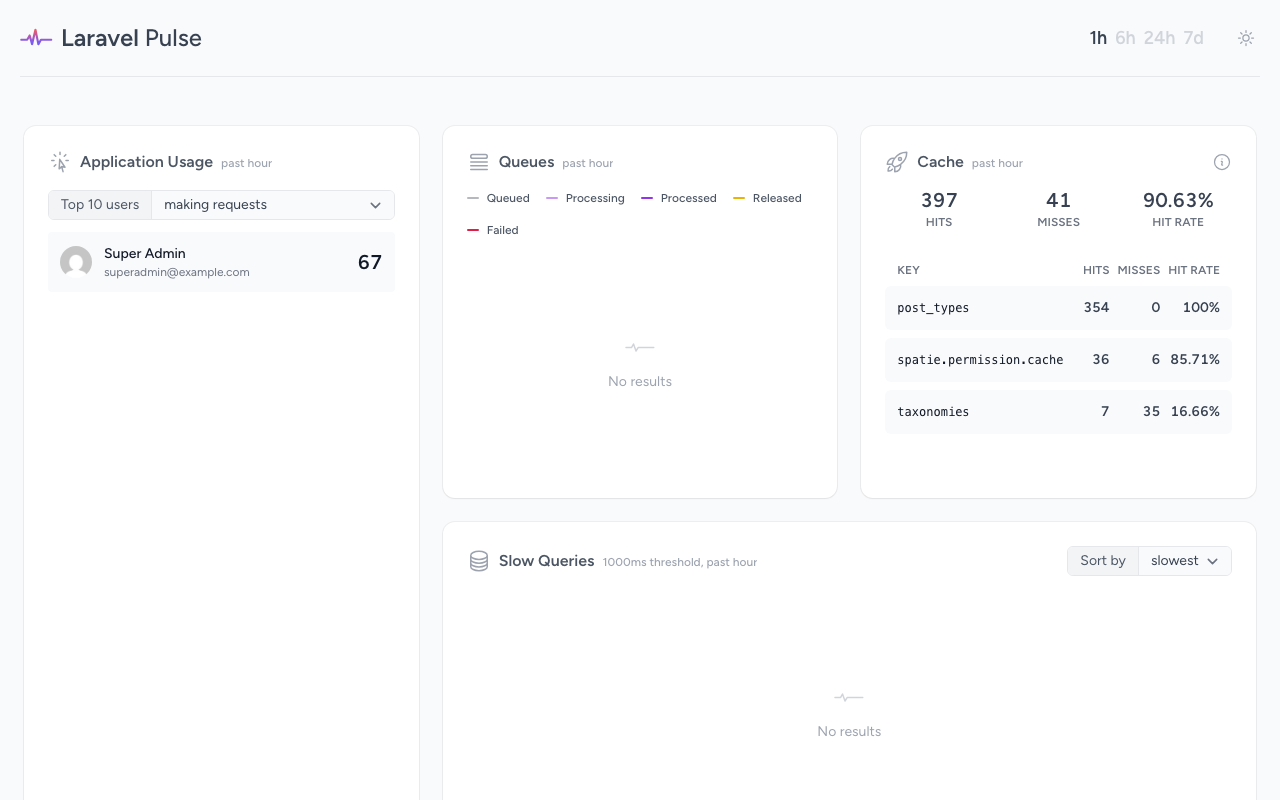 Laravel Pulse
1h 6h 24h 7d
Application Usage past hour
Top 10 users making requests
Super Admin
superadmin@example.com
67
Queues past hour
Queued Processing Processed Released
Failed
No results
Cache past hour
397 41 90.63%
HITS MISSES HIT RATE
KEY HITS MISSES HIT RATE
post_types 354 0 100%
spatie.permission.cache 36 6 85.71%
taxonomies 7 35 16.66%
Slow Queries 1000ms threshold, past hour
Sort by slowest
No results